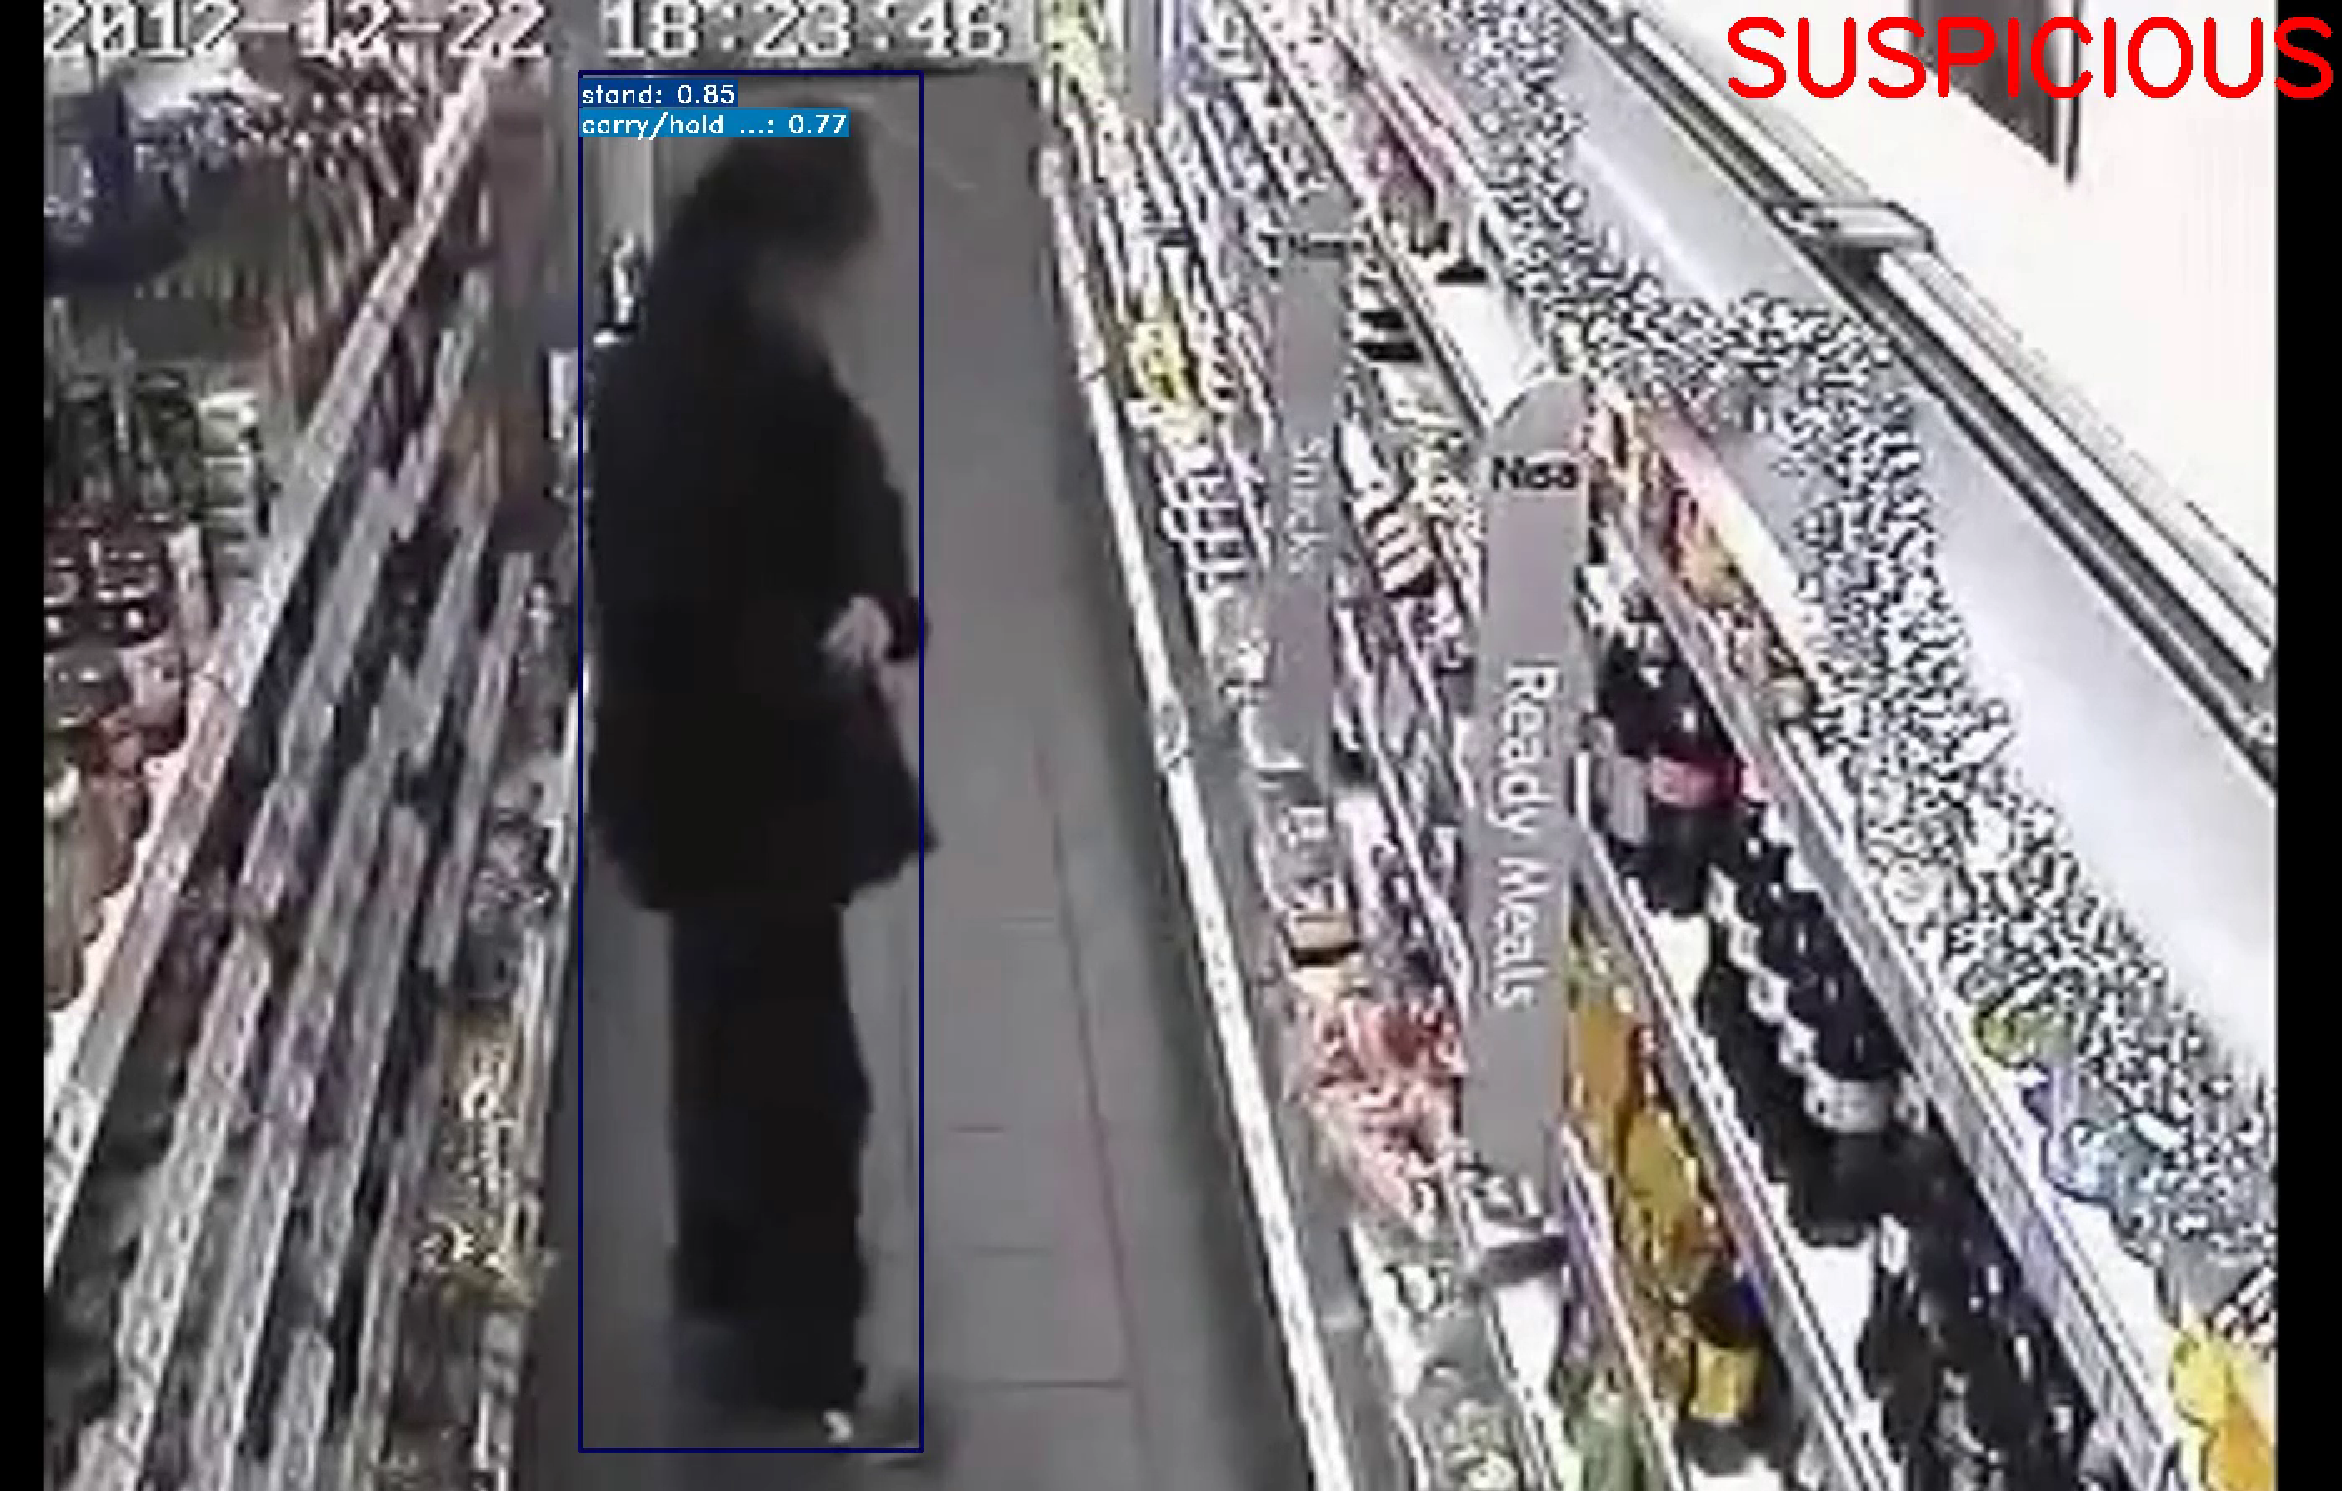 2012-12-22 18:23:46
SUSPICIOUS
stand: 0.85
carry/hold ...: 0.77
Nisa
Ready Meals